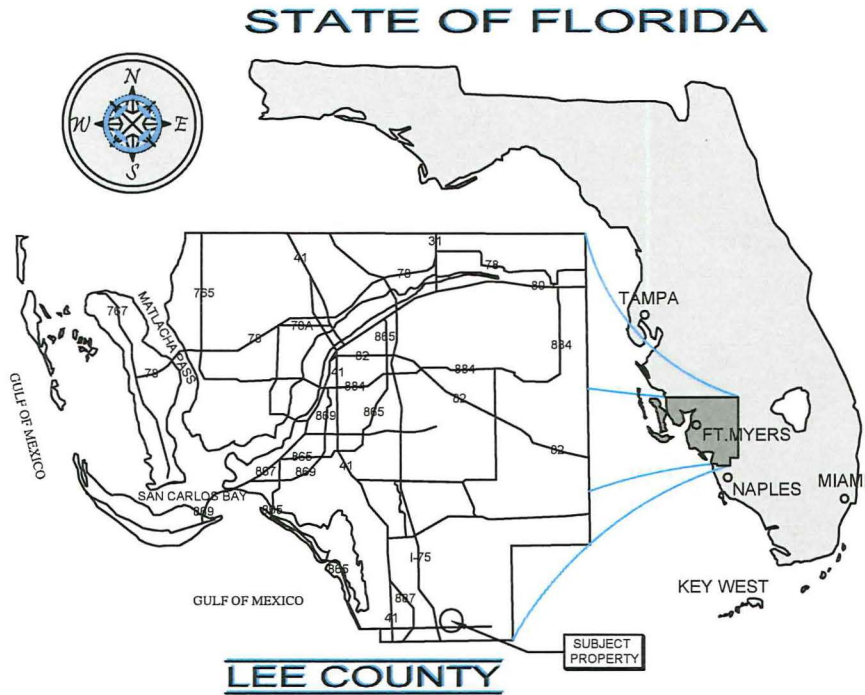 STATE OF FLORIDA
N
W
E
S
31
41
78
78
765
80
TAMPA
767
MATLACHA PASS
78
78A
865
884
82
78
41
884
884
82
FT. MYERS
GULF OF MEXICO
869
865
865
41
82
867
869
NAPLES
MIAMI
SAN CARLOS BAY
869
865
I-75
865
KEY WEST
GULF OF MEXICO
887
41
SUBJECT
PROPERTY
LEE COUNTY